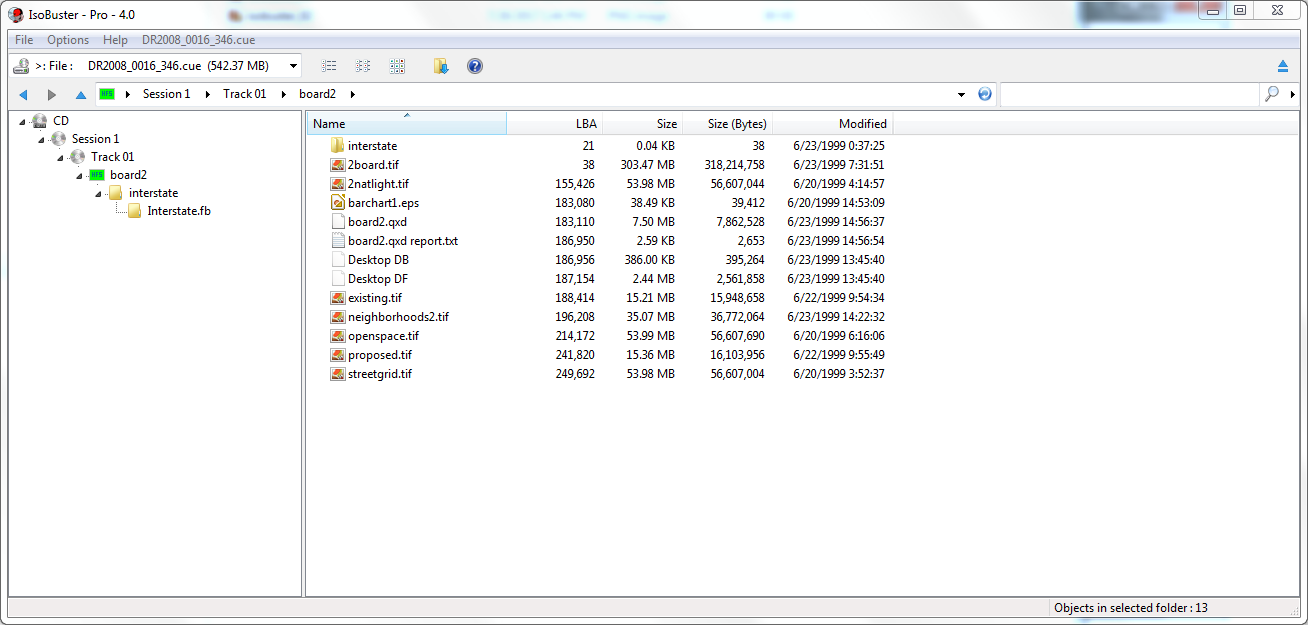 IsoBuster - Pro - 4.0
File Options Help DR2008_0016_346.cue
>: File : DR2008_0016_346.cue (542.37 MB)
HFS Session 1 Track 01 board2
CD
Session 1
Track 01
HFS board2
interstate
Interstate.fb
Name LBA Size Size (Bytes) Modified
interstate 21 0.04 KB 38 6/23/1999 0:37:25
2board.tif 38 303.47 MB 318,214,758 6/23/1999 7:31:51
2natlight.tif 155,426 53.98 MB 56,607,044 6/20/1999 4:14:57
barchart1.eps 183,080 38.49 KB 39,412 6/20/1999 14:53:09
board2.qxd 183,110 7.50 MB 7,862,528 6/23/1999 14:56:37
board2.qxd report.txt 186,950 2.59 KB 2,653 6/23/1999 14:56:54
Desktop DB 186,956 386.00 KB 395,264 6/23/1999 13:45:40
Desktop DF 187,154 2.44 MB 2,561,858 6/23/1999 13:45:40
existing.tif 188,414 15.21 MB 15,948,658 6/22/1999 9:54:34
neighborhoods2.tif 196,208 35.07 MB 36,772,064 6/23/1999 14:22:32
openspace.tif 214,172 53.99 MB 56,607,690 6/20/1999 6:16:06
proposed.tif 241,820 15.36 MB 16,103,956 6/22/1999 9:55:49
streetgrid.tif 249,692 53.98 MB 56,607,004 6/20/1999 3:52:37
Objects in selected folder : 13